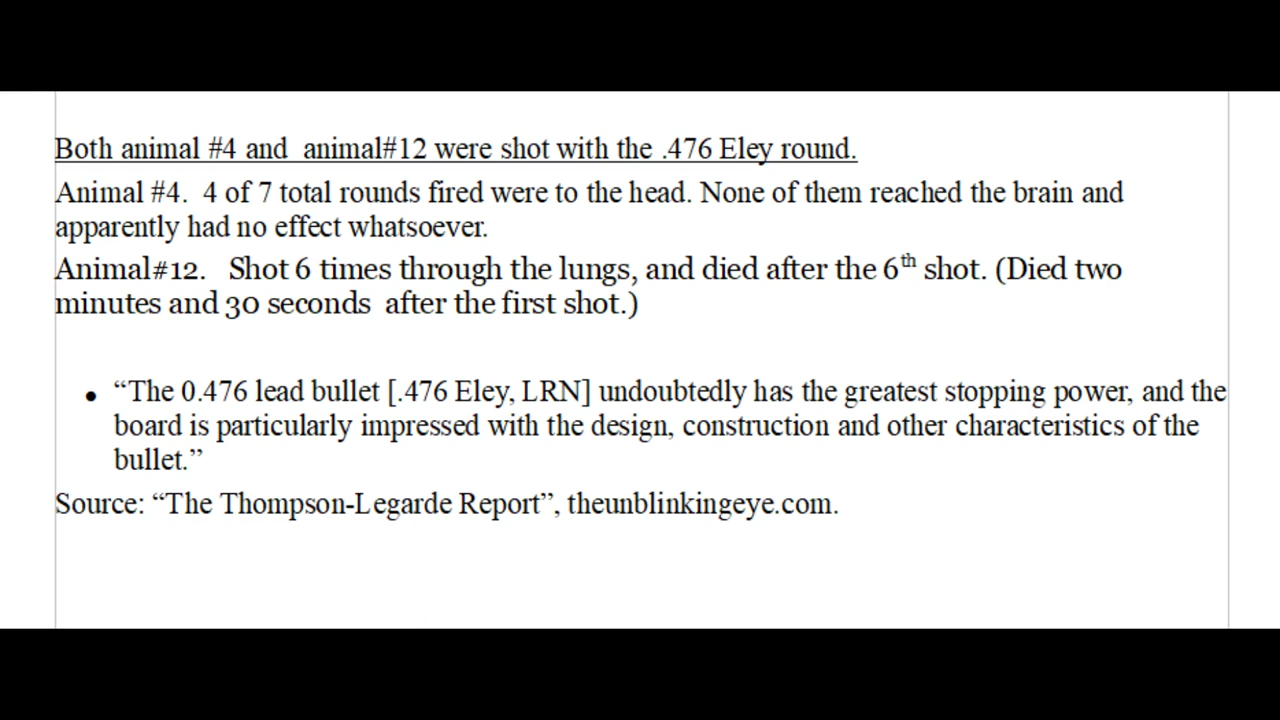 Both animal #4 and  animal#12 were shot with the .476 Eley round.
Animal #4.  4 of 7 total rounds fired were to the head. None of them reached the brain and
apparently had no effect whatsoever.
Animal#12.   Shot 6 times through the lungs, and died after the 6th shot. (Died two
minutes and 30 seconds  after the first shot.)
• “The 0.476 lead bullet [.476 Eley, LRN] undoubtedly has the greatest stopping power, and the
board is particularly impressed with the design, construction and other characteristics of the
bullet.”
Source: “The Thompson-Legarde Report”, theunblinkingeye.com.